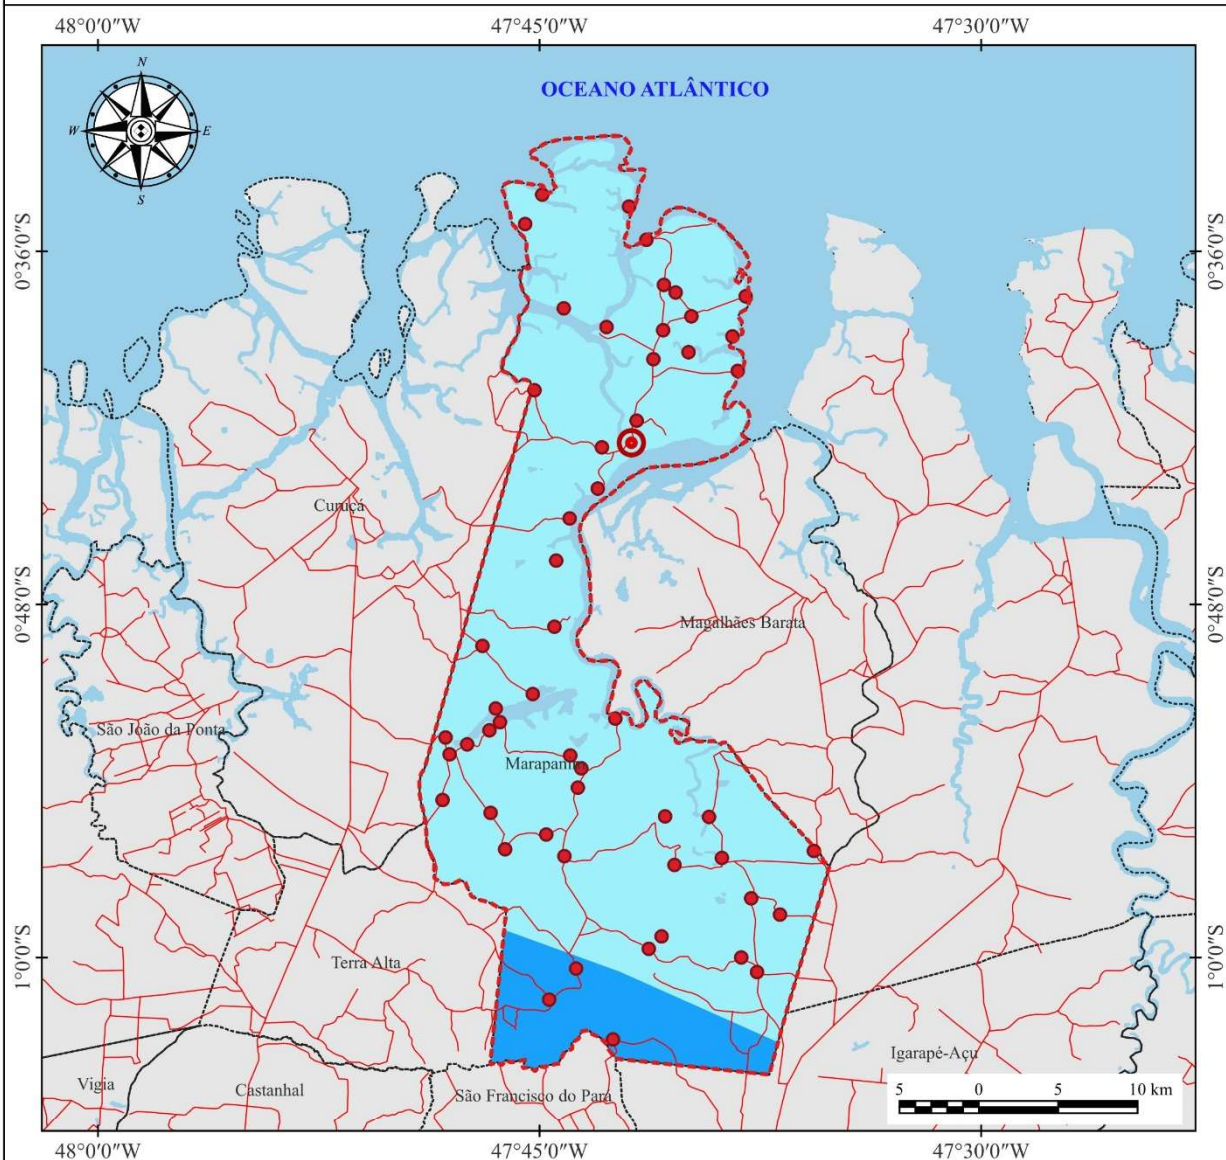 48°0'0"W
47°45'0"W
47°30'0"W
OCEANO ATLÂNTICO
N
W
E
S
0°36'0"S
0°36'0"S
Curuçá
0°48'0"S
0°48'0"S
Magalhães Barata
São João da Ponta
Marapanim
1°0'0"S
1°0'0"S
Terra Alta
Igarapé-Açu
Vigia
Castanhal
São Francisco do Pará
5 0 5 10 km
48°0'0"W
47°45'0"W
47°30'0"W